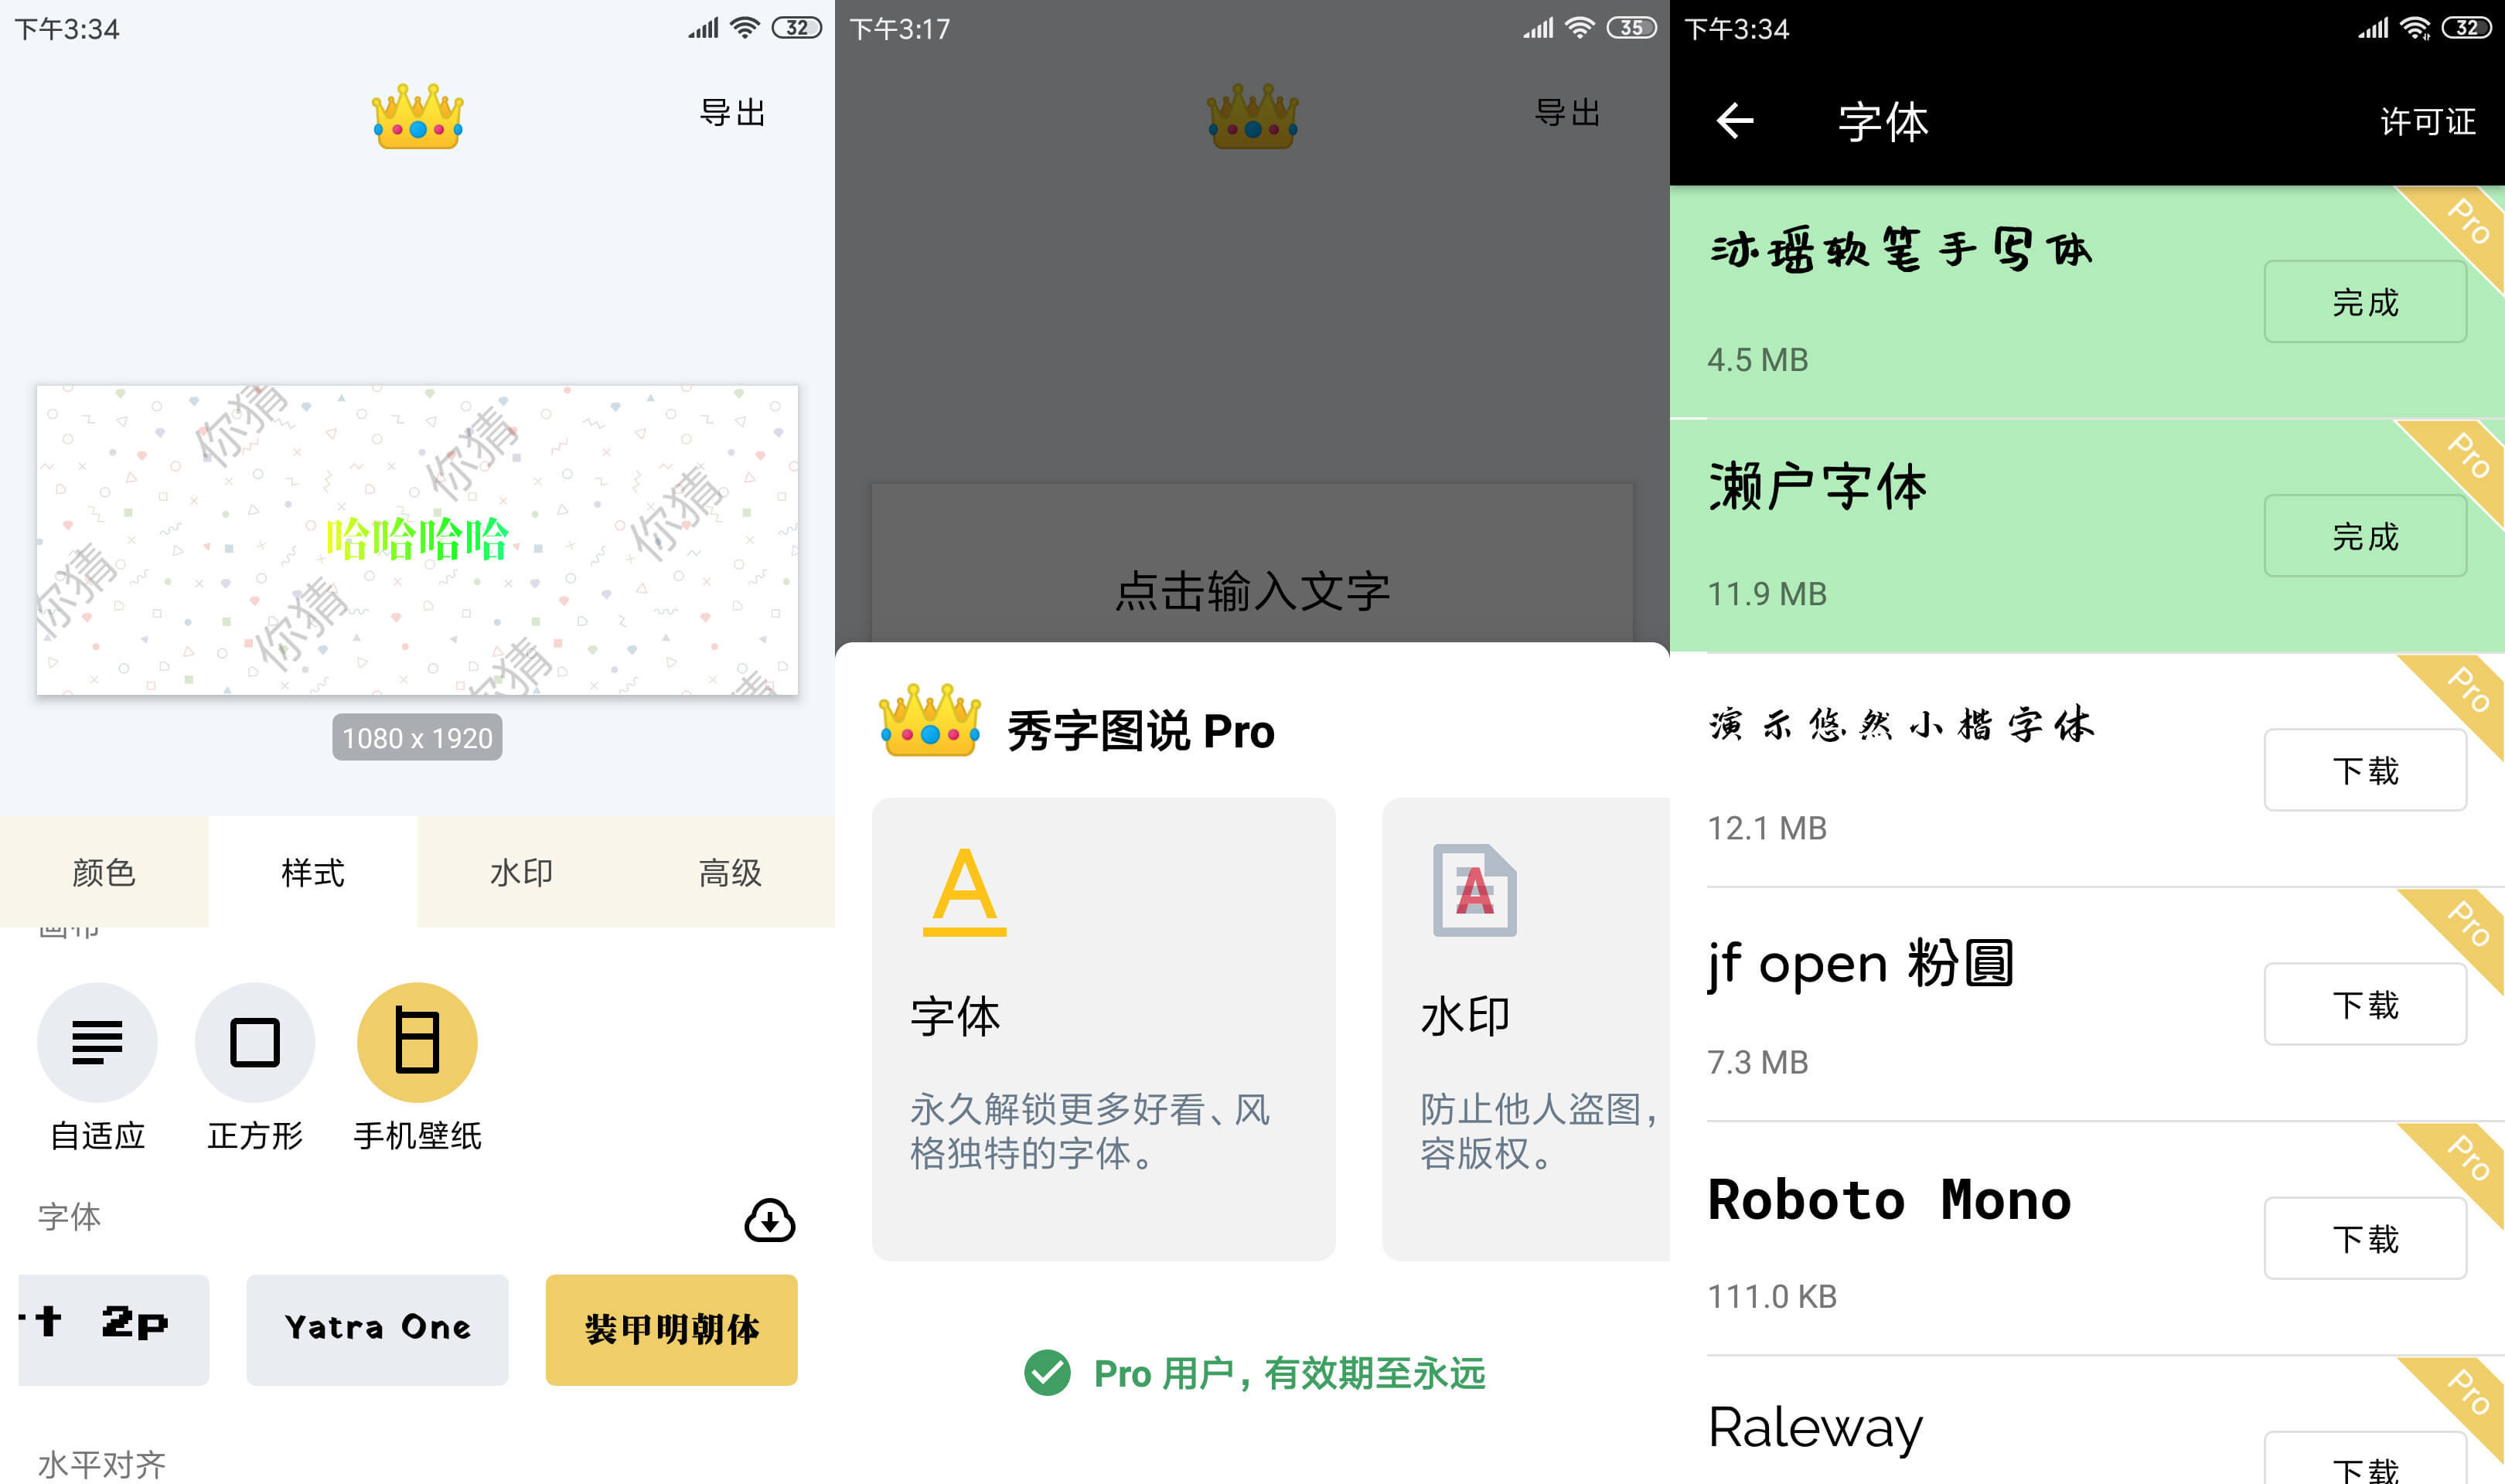 下午3:34
32
导出
你猜
你猜
你猜
你猜
你猜
你猜
猜
哈哈哈哈
1080 x 1920
颜色
样式
水印
高级
画布
自适应
正方形
手机壁纸
字体
t 2p
Yatra One
装甲明朝体
水平对齐
下午3:17
35
导出
点击输入文字
秀字图说 Pro
字体
永久解锁更多好看、风
格独特的字体。
水印
防止他人盗图，
容版权。
Pro 用户，有效期至永远
下午3:34
32
字体
许可证
Pro
沐瑶软笔手写体
完成
4.5 MB
Pro
濑户字体
完成
11.9 MB
Pro
演示悠然小楷字体
下载
12.1 MB
Pro
jf open 粉圓
下载
7.3 MB
Pro
Roboto Mono
下载
111.0 KB
Pro
Raleway
下载